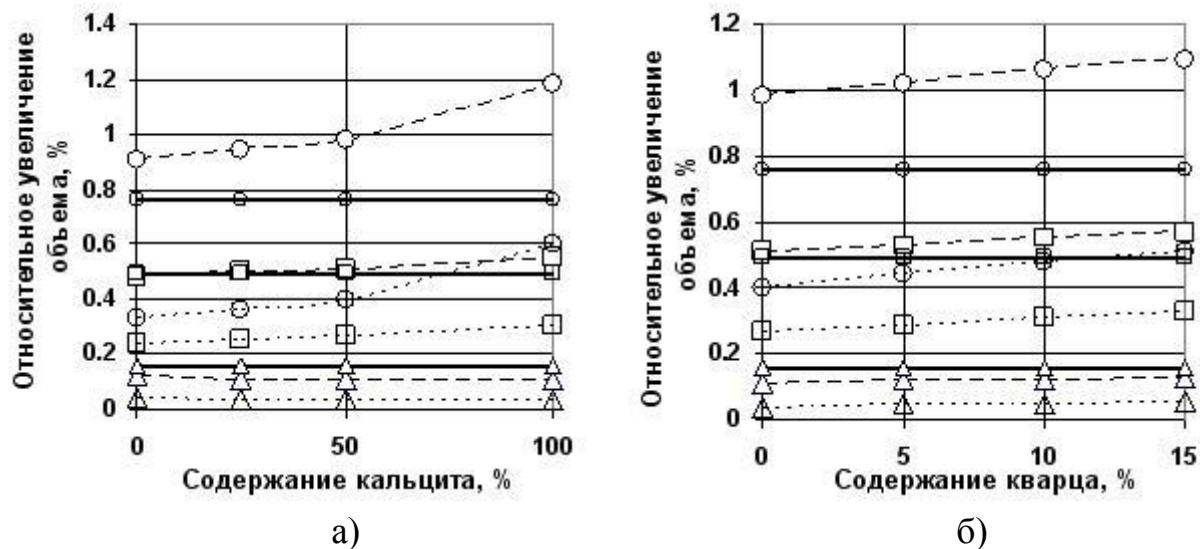 Относительное увеличение
объема, %
1.4
1.2
1
0.8
0.6
0.4
0.2
0
0
50
100
Содержание кальцита, %
а)
Относительное увеличение
объема, %
1.2
1
0.8
0.6
0.4
0.2
0
0
5
10
15
Содержание кварца, %
б)